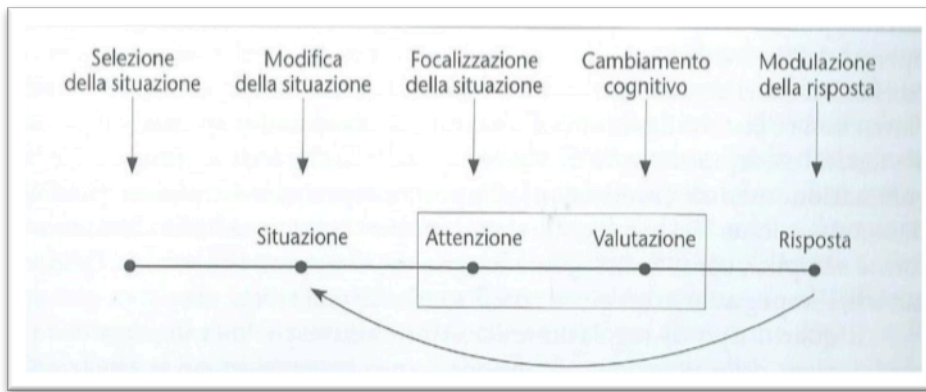 Selezione
della situazione
Modifica
della situazione
Focalizzazione
della situazione
Cambiamento
cognitivo
Modulazione
della risposta
Situazione
Attenzione
Valutazione
Risposta